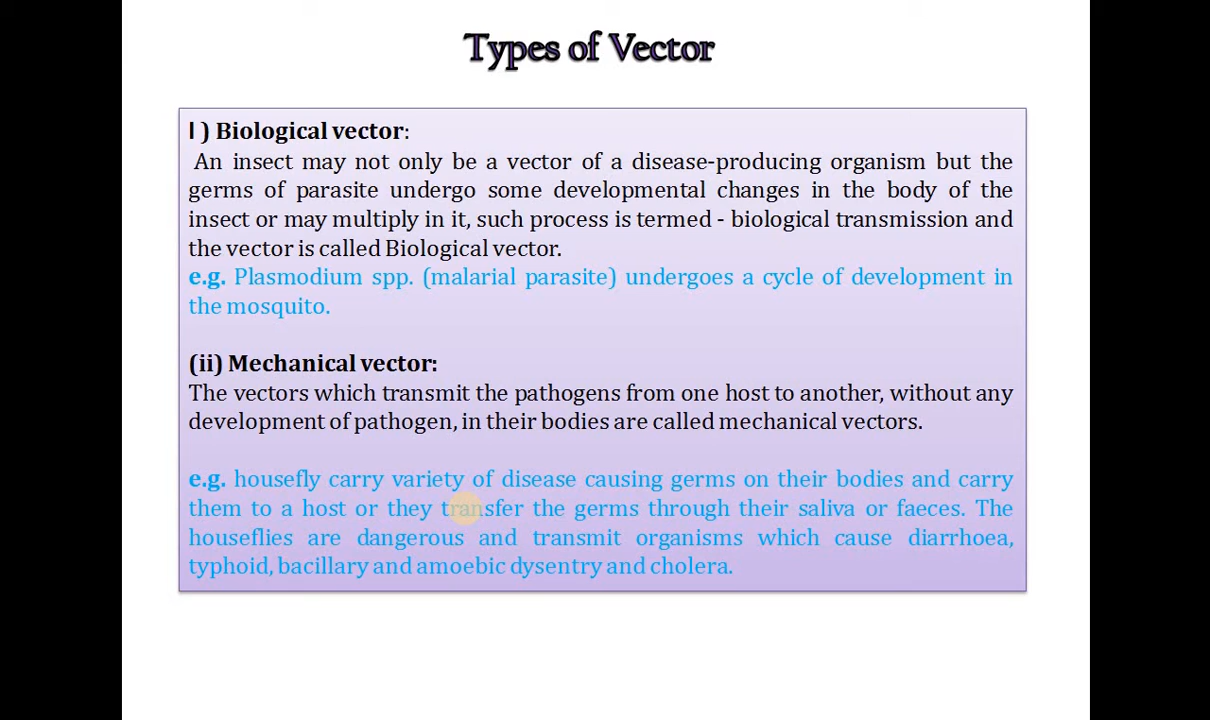 Types of Vector
I ) Biological vector:
An insect may not only be a vector of a disease-producing organism but the
germs of parasite undergo some developmental changes in the body of the
insect or may multiply in it, such process is termed - biological transmission and
the vector is called Biological vector.
e.g. Plasmodium spp. (malarial parasite) undergoes a cycle of development in
the mosquito.
(ii) Mechanical vector:
The vectors which transmit the pathogens from one host to another, without any
development of pathogen, in their bodies are called mechanical vectors.
e.g. housefly carry variety of disease causing germs on their bodies and carry
them to a host or they transfer the germs through their saliva or faeces. The
houseflies are dangerous and transmit organisms which cause diarrhoea,
typhoid, bacillary and amoebic dysentry and cholera.